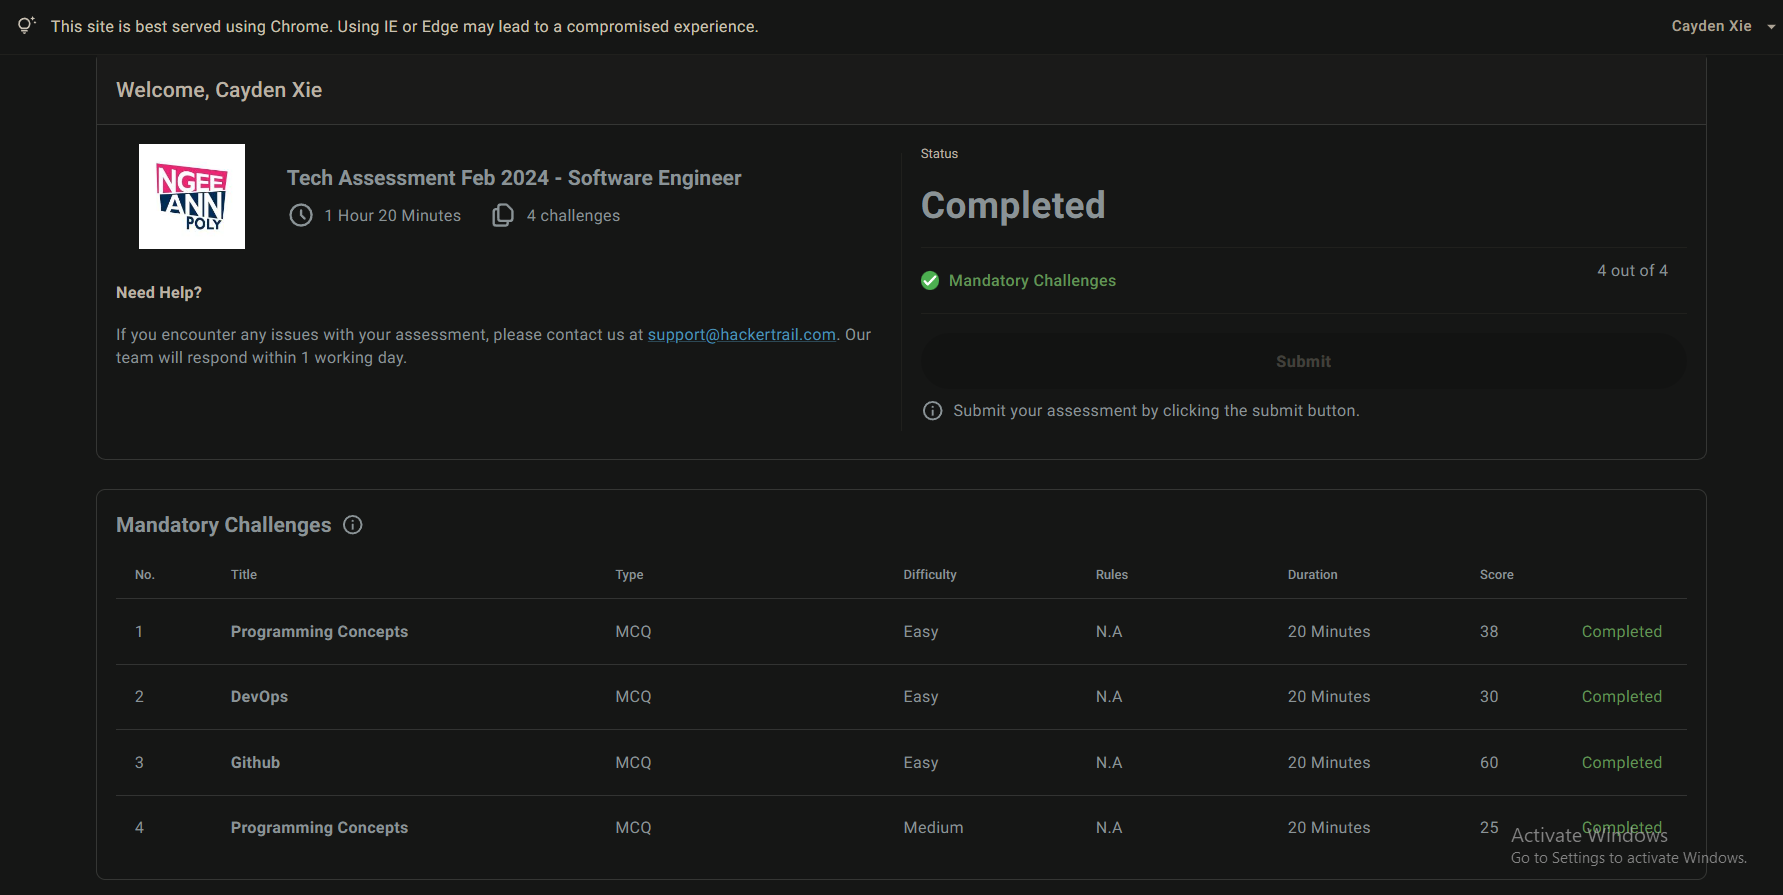 This site is best served using Chrome. Using IE or Edge may lead to a compromised experience.
Cayden Xie
Welcome, Cayden Xie
NGEE
ANN
POLY
Tech Assessment Feb 2024 - Software Engineer
1 Hour 20 Minutes
4 challenges
Need Help?
If you encounter any issues with your assessment, please contact us at support@hackertrail.com. Our
team will respond within 1 working day.
Status
Completed
Mandatory Challenges
4 out of 4
Submit
Submit your assessment by clicking the submit button.
Mandatory Challenges
No. Title Type Difficulty Rules Duration Score
1 Programming Concepts MCQ Easy N.A 20 Minutes 38 Completed
2 DevOps MCQ Easy N.A 20 Minutes 30 Completed
3 Github MCQ Easy N.A 20 Minutes 60 Completed
4 Programming Concepts MCQ Medium N.A 20 Minutes 25 Completed
Activate Windows
Go to Settings to activate Windows.